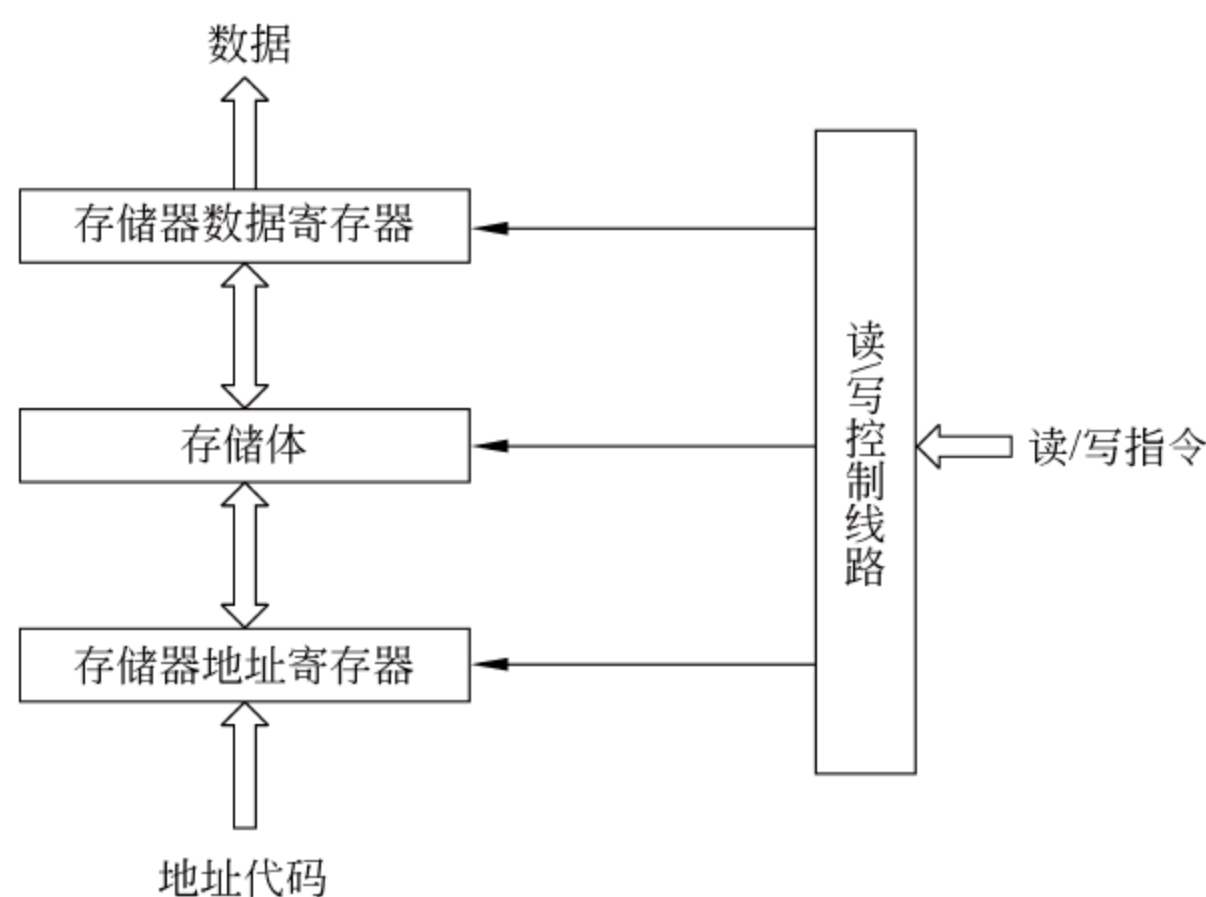 数据
存储器数据寄存器
存储体
存储器地址寄存器
地址代码
读\写控制线路
读/写指令